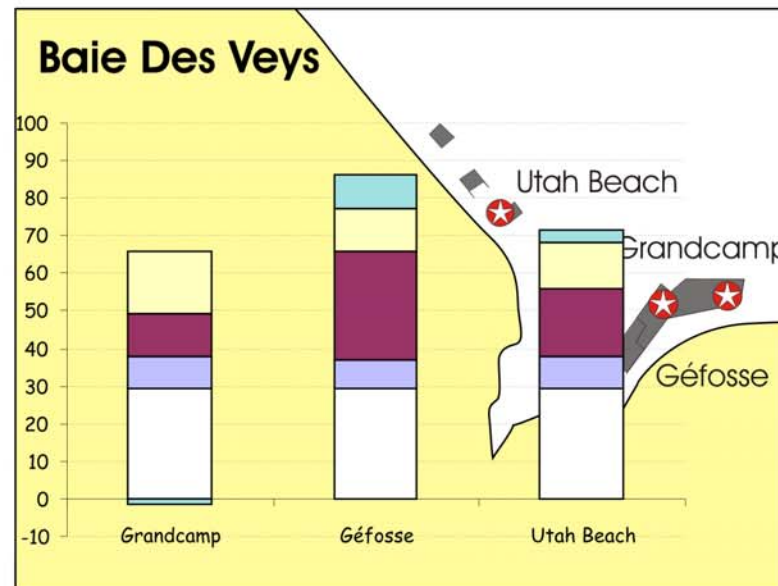 Baie Des Veys
100
90
80
70
60
50
40
30
20
10
0
-10
Grandcamp
Géfosse
Utah Beach
Utah Beach
Grandcamp
Géfosse